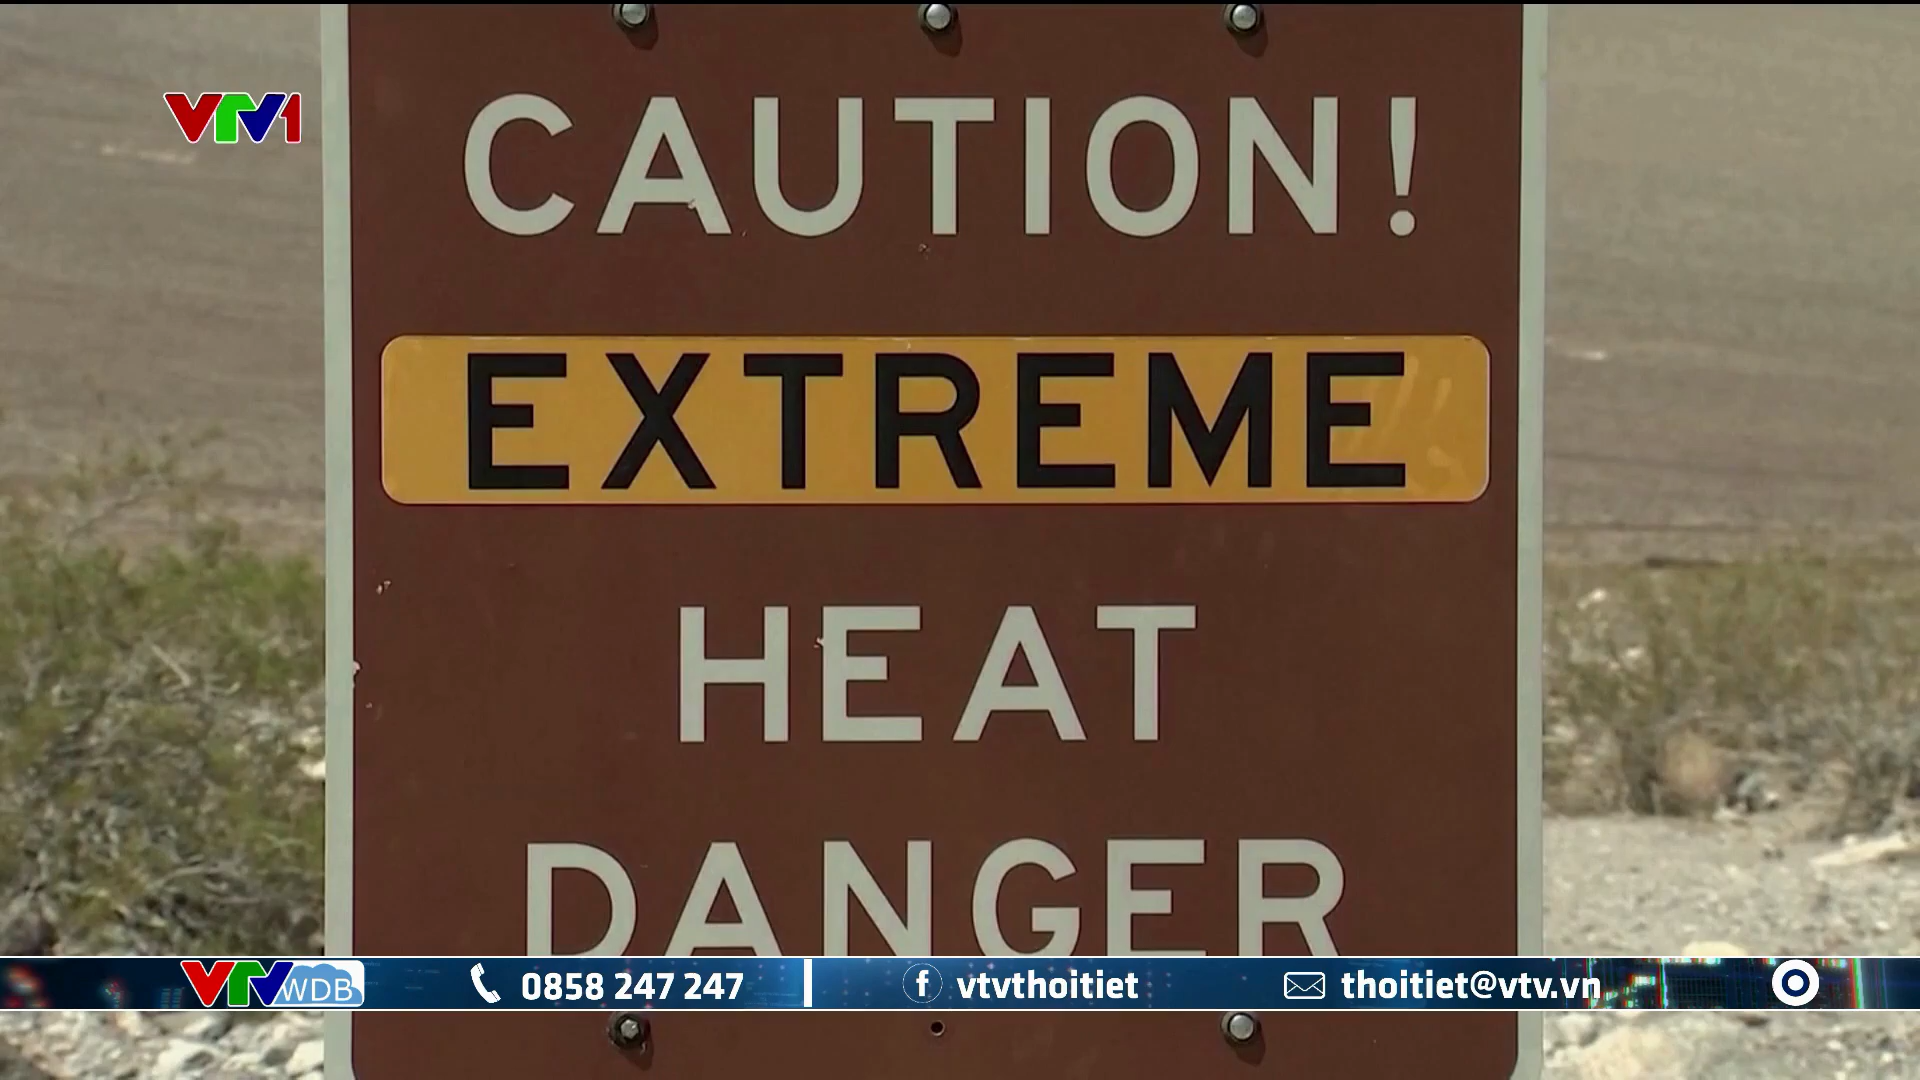 VTV1
CAUTION!
EXTREME
HEAT
DANGER
VTV WDB
0858 247 247
vtvthoitiet
thoitiet@vtv.vn